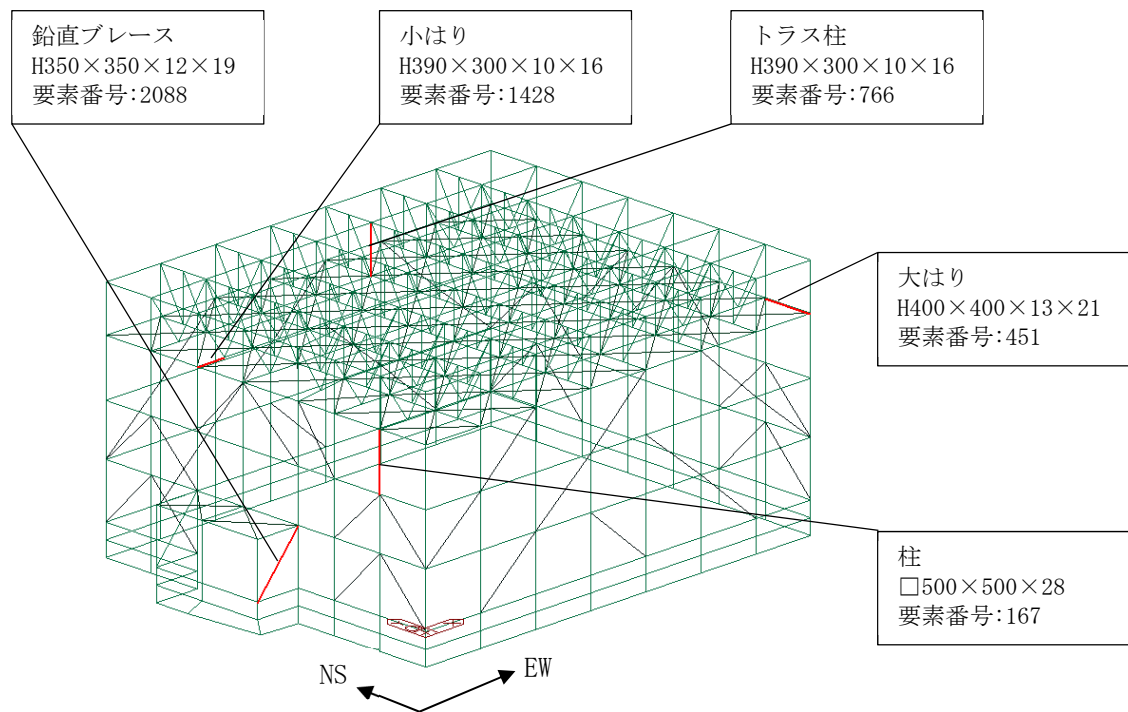 鉛直ブレース
H350×350×12×19
要素番号:2088
小はり
H390×300×10×16
要素番号:1428
トラス柱
H390×300×10×16
要素番号:766
大はり
H400×400×13×21
要素番号:451
柱
□500×500×28
要素番号:167
NS
EW